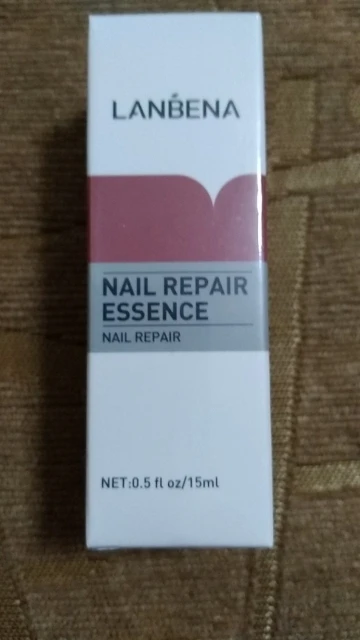 LANBENA
NAIL REPAIR
ESSENCE
NAIL REPAIR
NET:0.5 fl oz/15ml